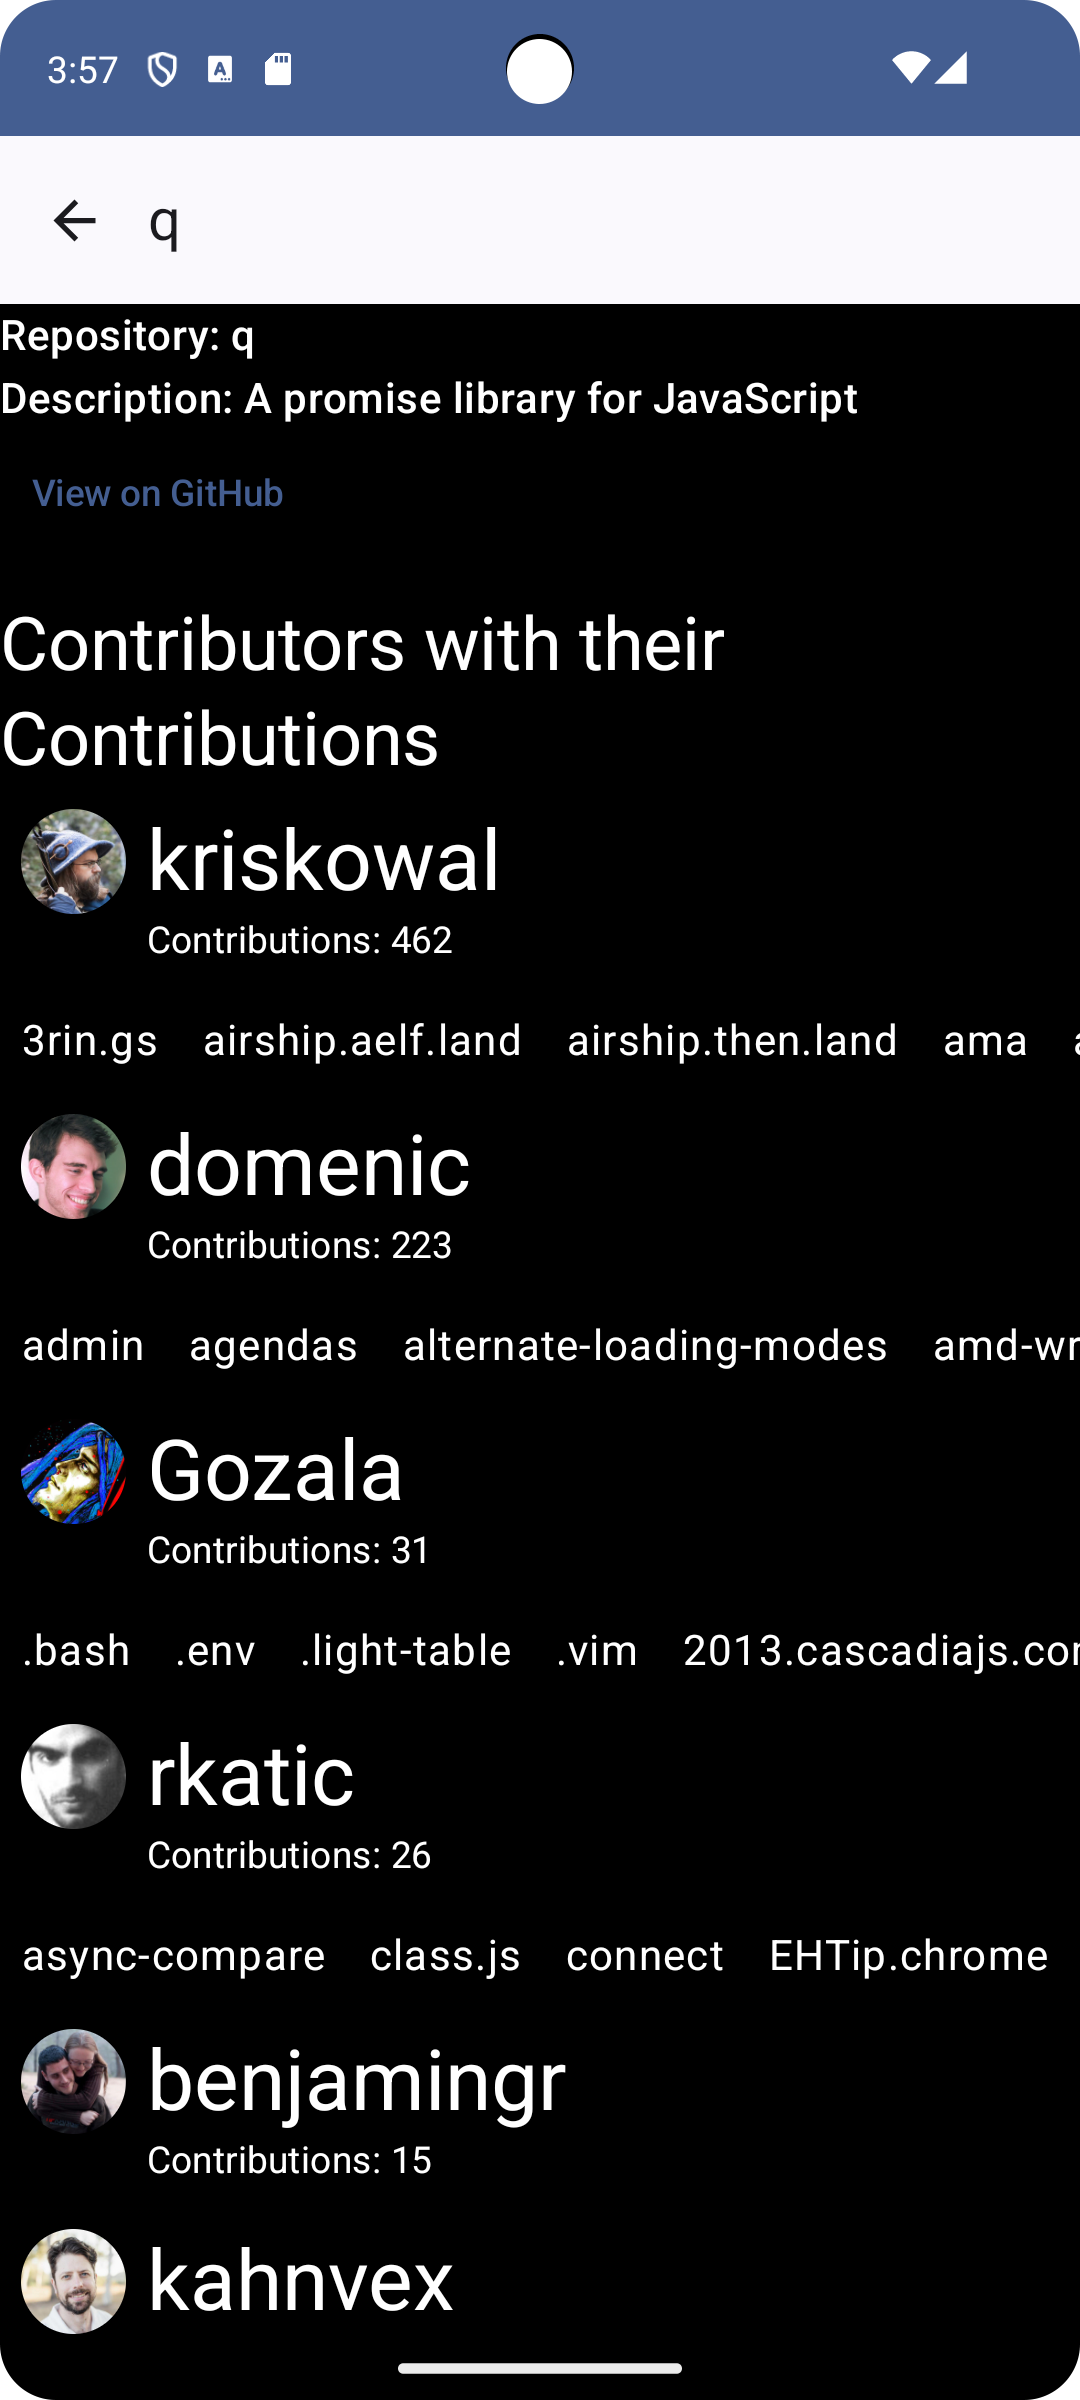 3:57
q
Repository: q
Description: A promise library for JavaScript
View on GitHub
Contributors with their
Contributions
kriskowal
Contributions: 462
3rin.gs airship.aelf.land airship.then.land ama
domenic
Contributions: 223
admin agendas alternate-loading-modes amd-wr
Gozala
Contributions: 31
.bash .env .light-table .vim 2013.cascadiajs.co
rkatic
Contributions: 26
async-compare class.js connect EHTip.chrome
benjamingr
Contributions: 15
kahnvex